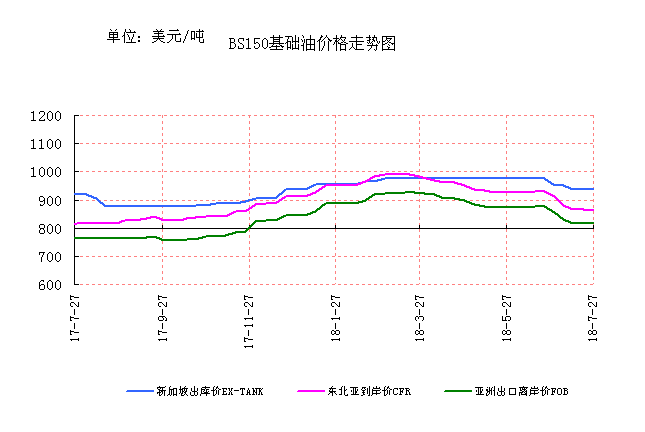 单位：美元/吨
BS150基础油价格走势图
1200
1100
1000
900
800
700
600
17-7-27
17-9-27
17-11-27
18-1-27
18-3-27
18-5-27
18-7-27
新加坡出库价EX-TANK
东北亚到岸价CFR
亚洲出口离岸价FOB